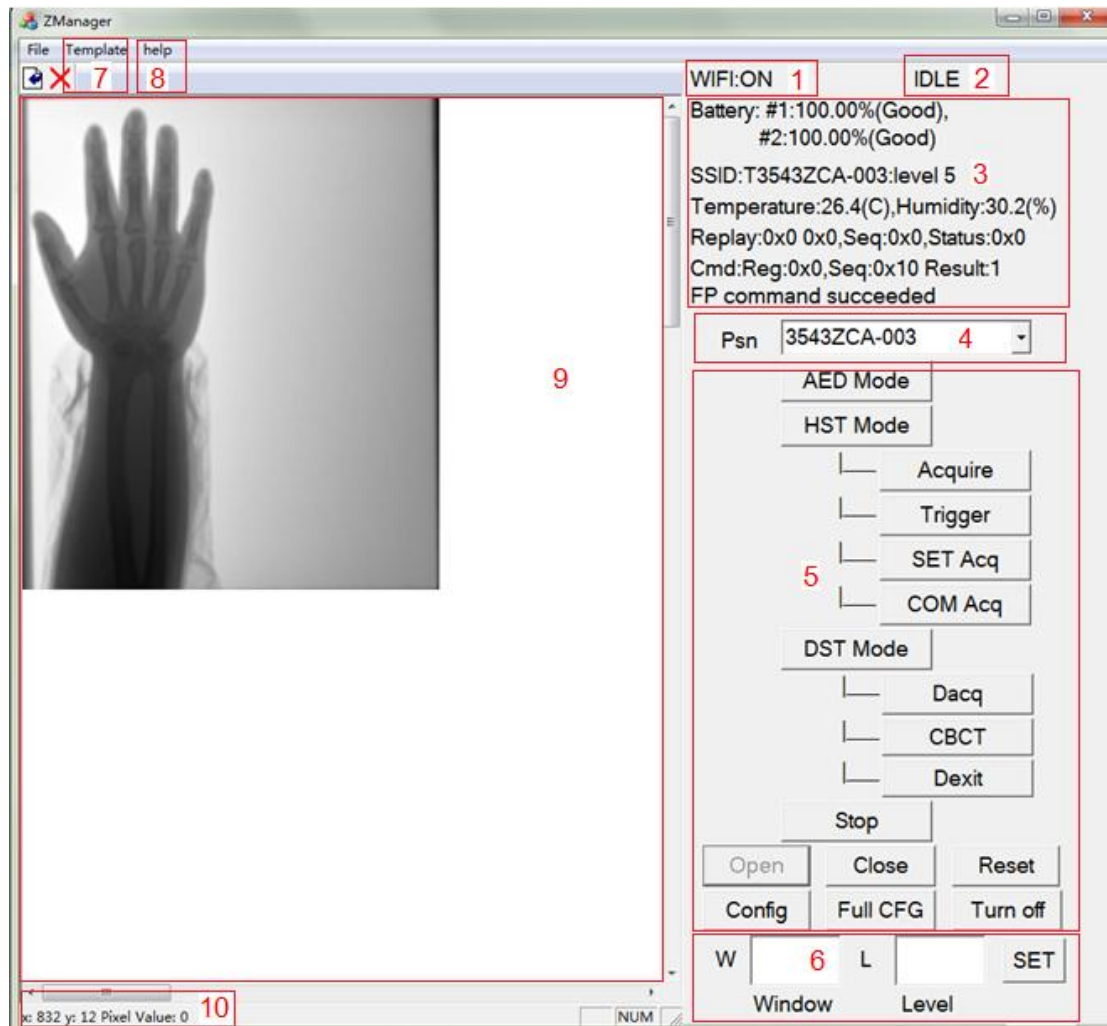 ZManager
File Template help
7 8
WIFI:ON 1 IDLE 2
Battery: #1:100.00%(Good),
#2:100.00%(Good)
SSID:T3543ZCA-003:level 5 3
Temperature:26.4(C),Humidity:30.2(%)
Replay:0x0 0x0,Seq:0x0,Status:0x0
Cmd:Reg:0x0,Seq:0x10 Result:1
FP command succeeded
Psn 3543ZCA-003 4
9
AED Mode
HST Mode
Acquire
Trigger
SET Acq
5
COM Acq
DST Mode
Dacq
CBCT
Dexit
Stop
Open Close Reset
Config Full CFG Turn off
W 6 L SET
Window Level
x: 832 y: 12 Pixel Value: 0 10 NUM